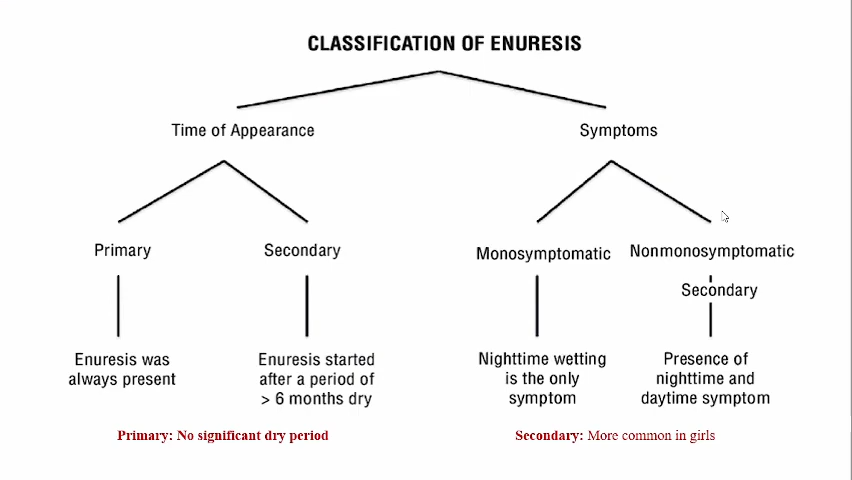 CLASSIFICATION OF ENURESIS
Time of Appearance
Symptoms
Primary
Secondary
Monosymptomatic
Nonmonosymptomatic
Secondary
Enuresis was
always present
Enuresis started
after a period of
> 6 months dry
Nighttime wetting
is the only
symptom
Presence of
nighttime and
daytime symptom
Primary: No significant dry period
Secondary: More common in girls